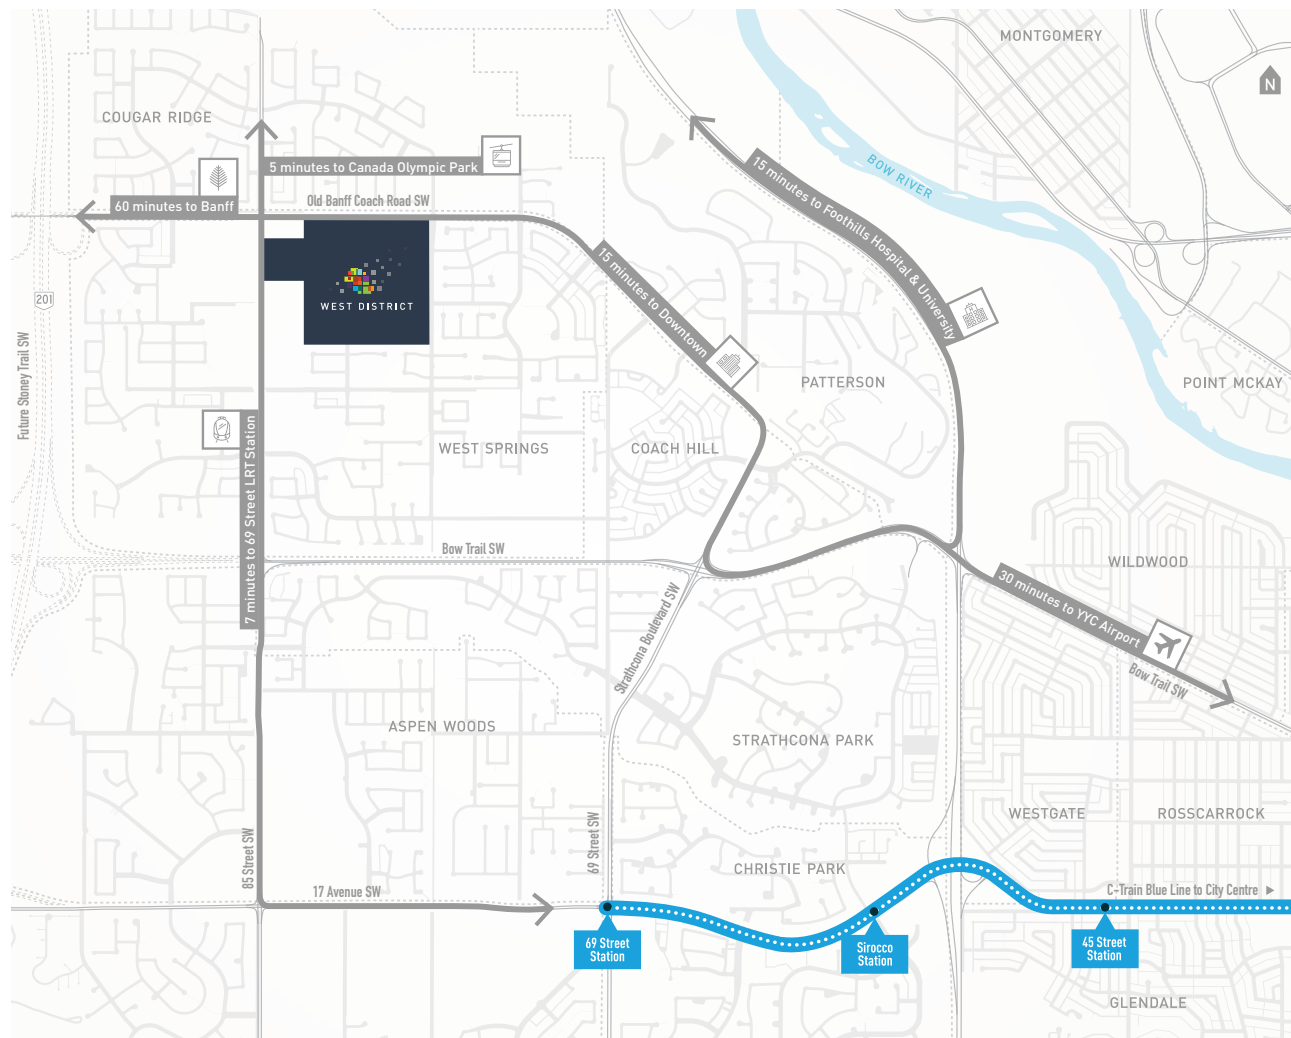 MONTGOMERY
N
COUGAR RIDGE
5 minutes to Canada Olympic Park
BOW RIVER
15 minutes to Foothills Hospital & University
60 minutes to Banff
Old Banff Coach Road SW
15 minutes to Downtown
WEST DISTRICT
201
Future Stoney Trail SW
PATTERSON
POINT MCKAY
7 minutes to 69 Street LRT Station
WEST SPRINGS
COACH HILL
Bow Trail SW
WILDWOOD
30 minutes to YYC Airport
Strathcona Boulevard SW
Bow Trail SW
ASPEN WOODS
STRATHCONA PARK
WESTGATE
ROSSCARROCK
85 Street SW
69 Street SW
CHRISTIE PARK
17 Avenue SW
C-Train Blue Line to City Centre
69 Street
Station
Sirocco
Station
45 Street
Station
GLENDALE